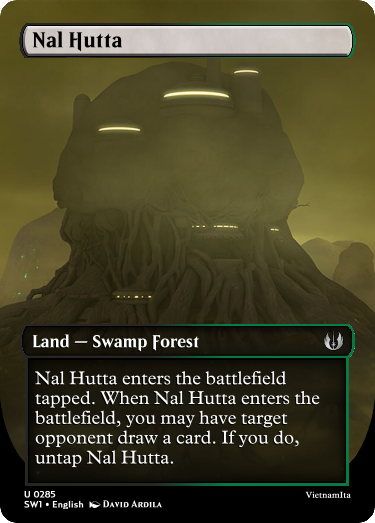 Nal Hutta
Land — Swamp Forest
Nal Hutta enters the battlefield
tapped. When Nal Hutta enters the
battlefield, you may have target
opponent draw a card. If you do,
untap Nal Hutta.
U 0285
SW1 • English David Ardila
VietnamIta